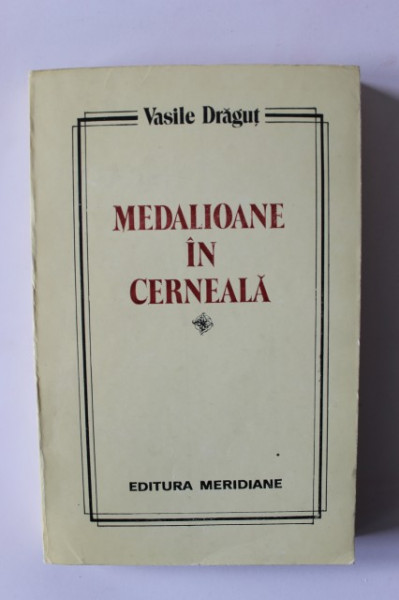 Vasile Drăguț
MEDALIOANE
ÎN
CERNEALĂ
EDITURA MERIDIANE